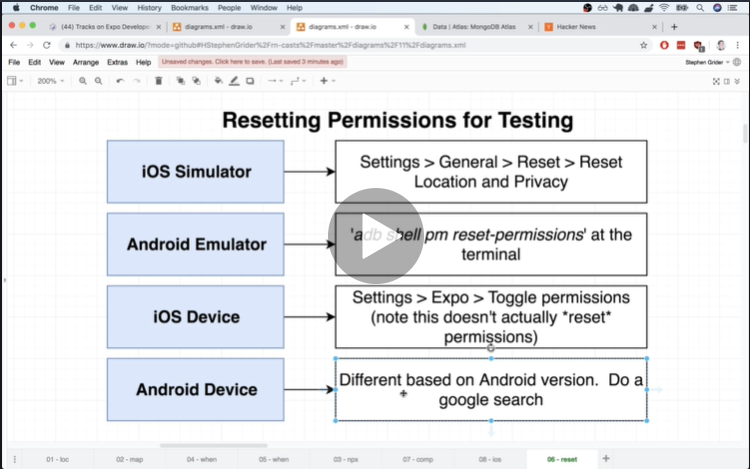 Chrome File Edit View History Bookmarks People Window Help
(44) Tracks on Expo Develope diagrams.xml - draw.io diagrams.xml - draw.io Data | Atlas: MongoDB Atlas Hacker News
https://www.draw.io/?mode=github#HStephenGrider%2Frn-casts%2Fmaster%2Fdiagrams%2F11%2Fdiagrams.xml
File Edit View Arrange Extras Help Unsaved changes. Click here to save. (Last saved 3 minutes ago) Stephen Grider
200%
Resetting Permissions for Testing
iOS Simulator
Settings > General > Reset > Reset
Location and Privacy
Android Emulator
'adb shell pm reset-permissions' at the
terminal
iOS Device
Settings > Expo > Toggle permissions
(note this doesn't actually *reset*
permissions)
Android Device
Different based on Android version. Do a
google search
01 - loc 02 - map 04 - when 05 - when 03 - npx 07 - comp 08 - ios 06 - reset